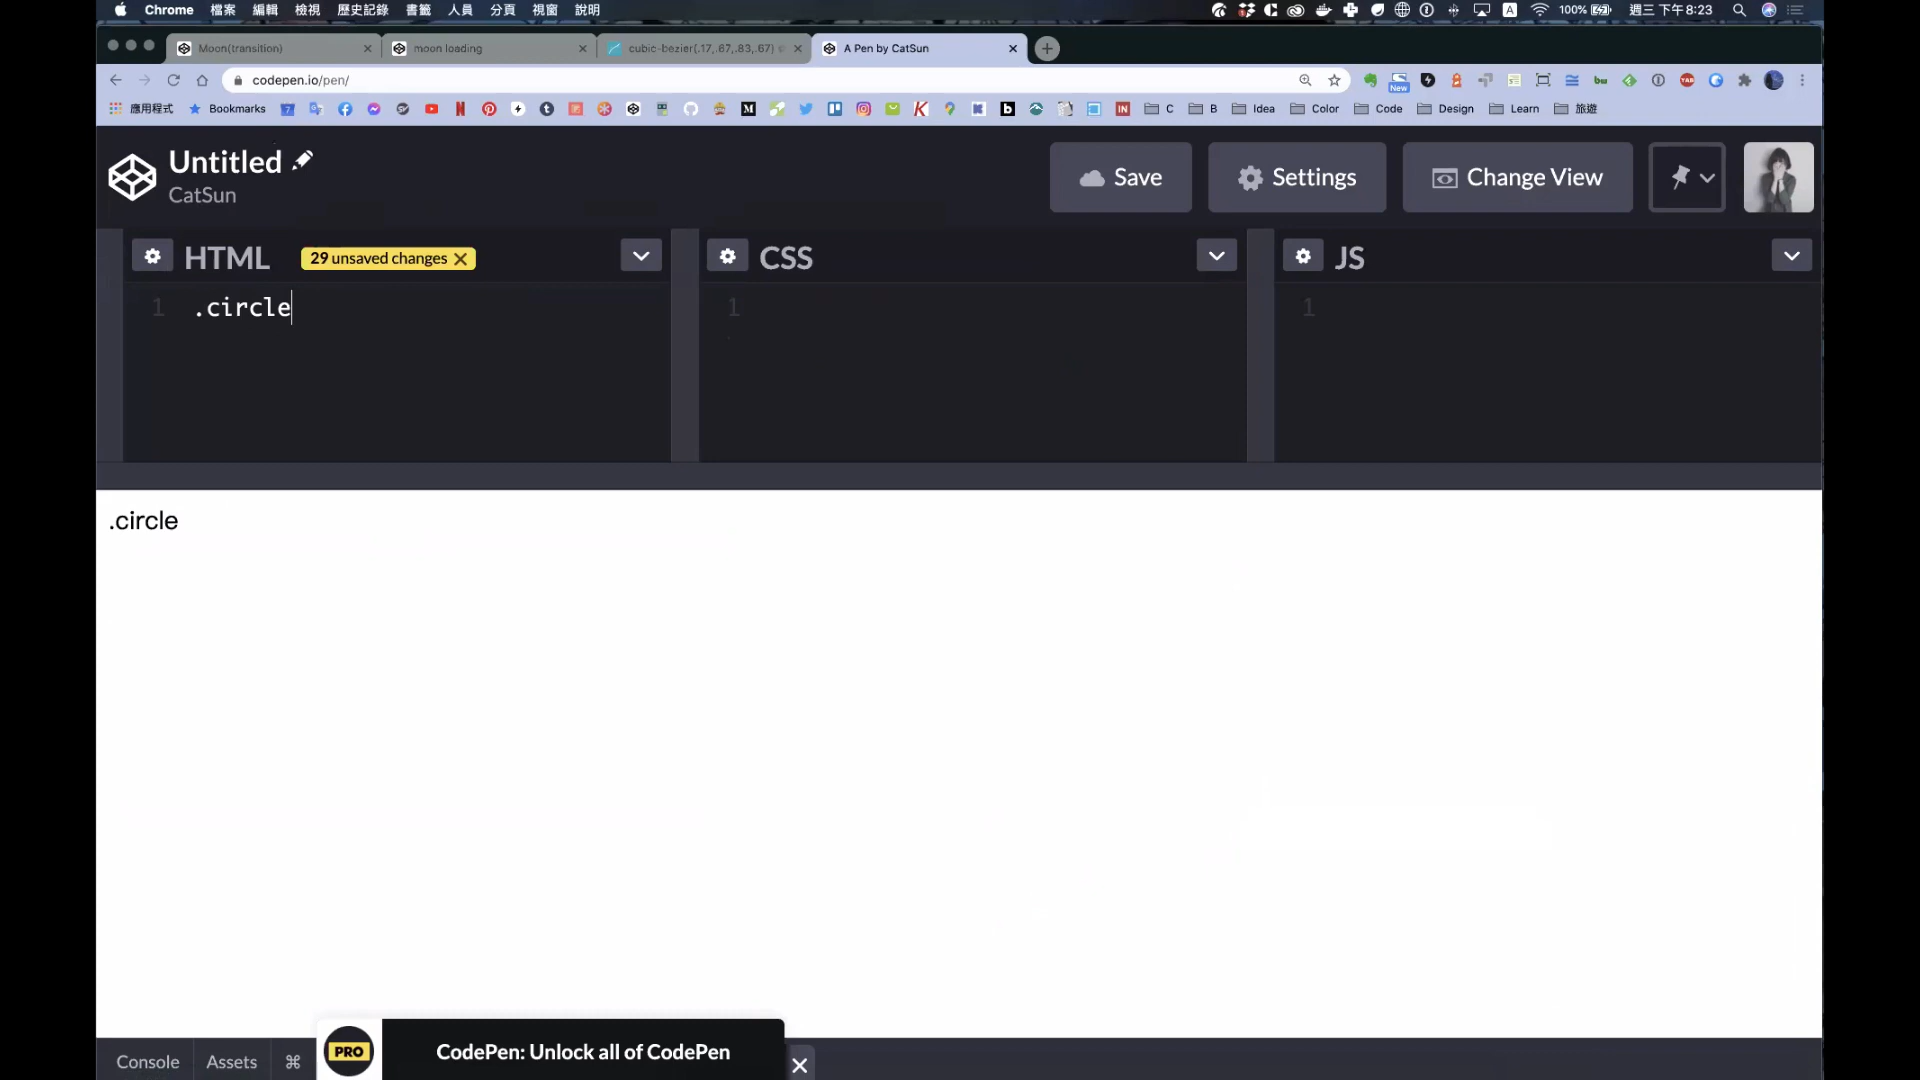 Chrome 檔案 編輯 檢視 歷史記錄 書籤 人員 分頁 視窗 說明 100% 週三 下午8:23
Moon(transition) moon loading cubic-bezier(.17,.67,.83,.67) A Pen by CatSun
codepen.io/pen/
New
應用程式 Bookmarks C B Idea Color Code Design Learn 旅遊
Untitled
CatSun
Save Settings Change View
HTML 29 unsaved changes CSS JS
1 .circle 1 1
.circle
Console Assets ⌘ PRO CodePen: Unlock all of CodePen